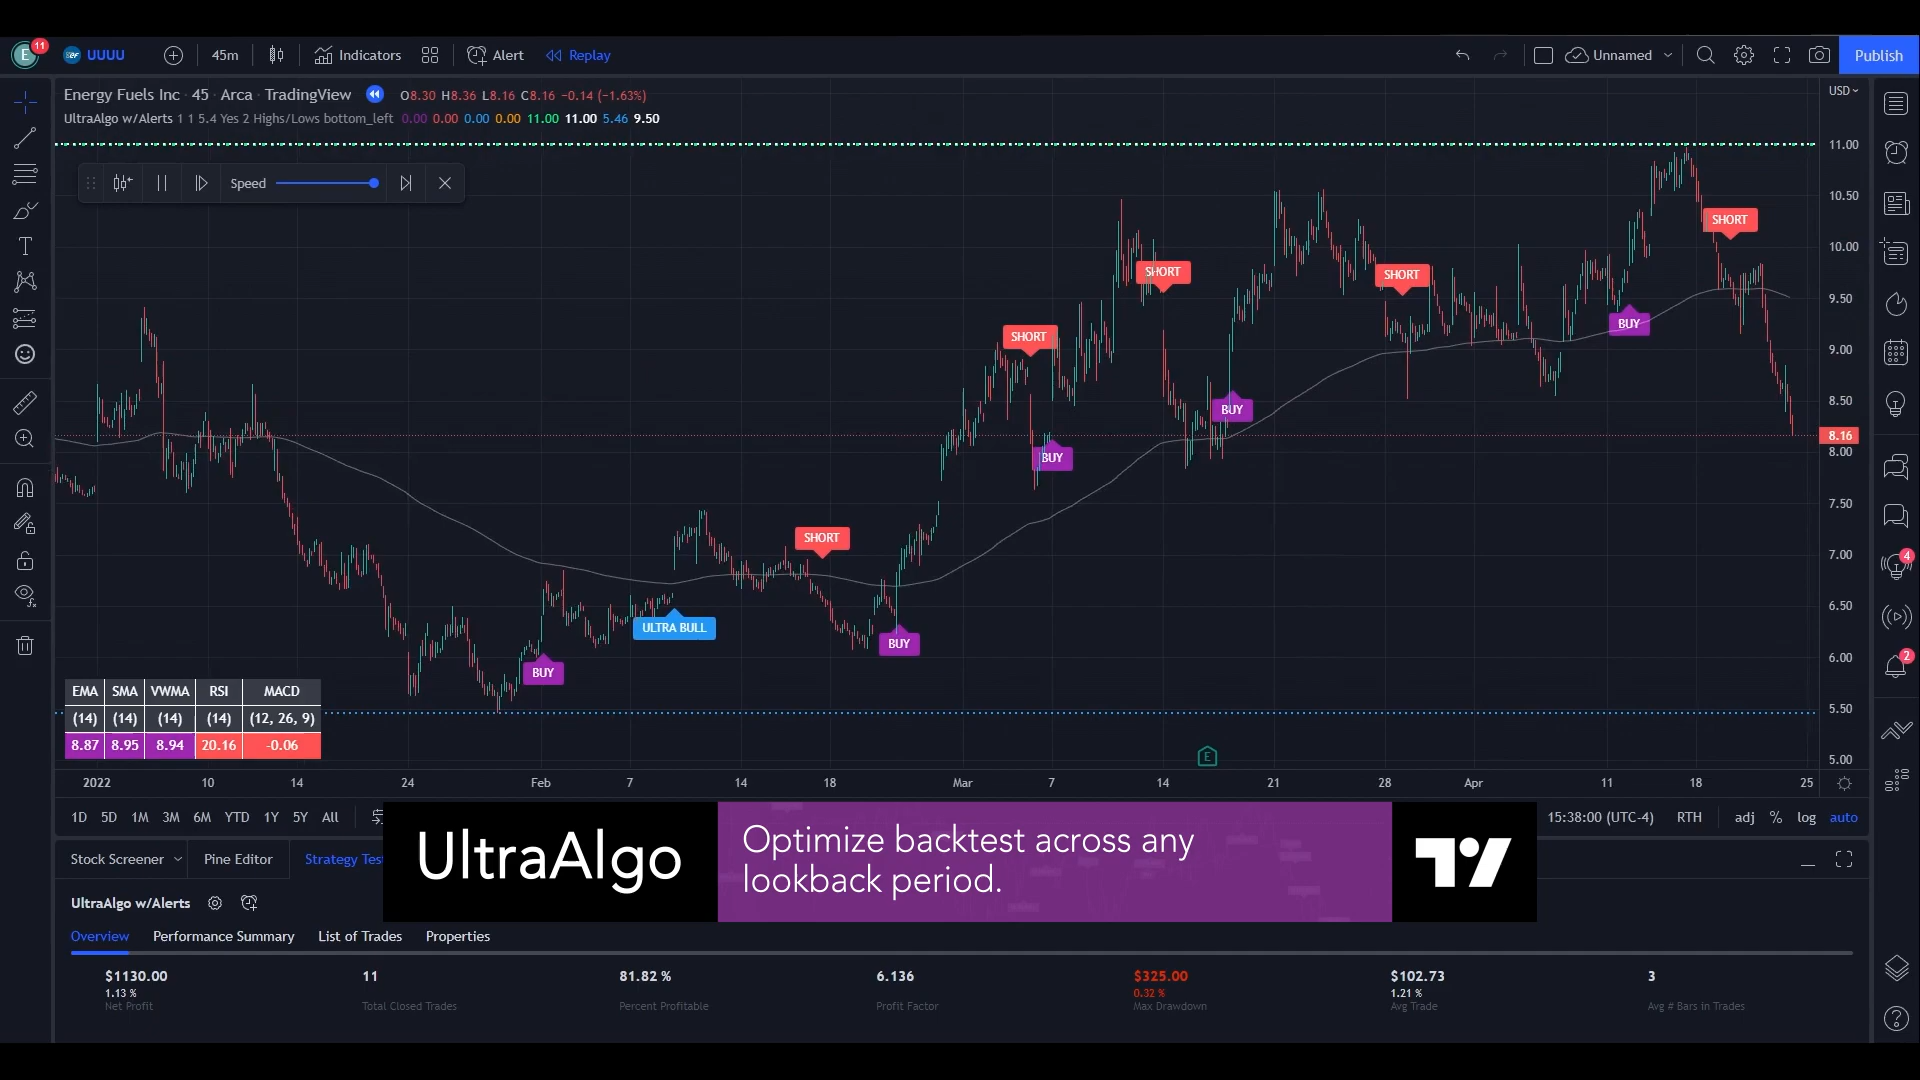 E 11 UUUU 45m Indicators Alert Replay Unnamed Publish
Energy Fuels Inc · 45 · Arca · TradingView O8.30 H8.36 L8.16 C8.16 −0.14 (−1.63%) USD
UltraAlgo w/Alerts 1 1 5.4 Yes 2 Highs/Lows bottom_left 0.00 0.00 0.00 0.00 11.00 11.00 5.46 9.50
11.00
Speed
10.50
SHORT
10.00
SHORT
SHORT
9.50
BUY
SHORT
9.00
8.50
BUY
8.16
8.00
BUY
7.50
SHORT
7.00
6.50
ULTRA BULL
BUY
6.00
BUY
5.50
EMA SMA VWMA RSI MACD
(14) (14) (14) (14) (12, 26, 9)
8.87 8.95 8.94 20.16 -0.06
E
5.00
4
2
2022 10 14 24 Feb 7 14 18 Mar 7 14 21 28 Apr 11 18 25
1D 5D 1M 3M 6M YTD 1Y 5Y All 15:38:00 (UTC-4) RTH adj % log auto
UltraAlgo
Optimize backtest across any
lookback period.
Stock Screener Pine Editor Strategy Test
UltraAlgo w/Alerts
Overview Performance Summary List of Trades Properties
$1130.00 11 81.82 % 6.136 $325.00 $102.73 3
1.13 % 0.32 % 1.21 %
Net Profit Total Closed Trades Percent Profitable Profit Factor Max Drawdown Avg Trade Avg # Bars in Trades